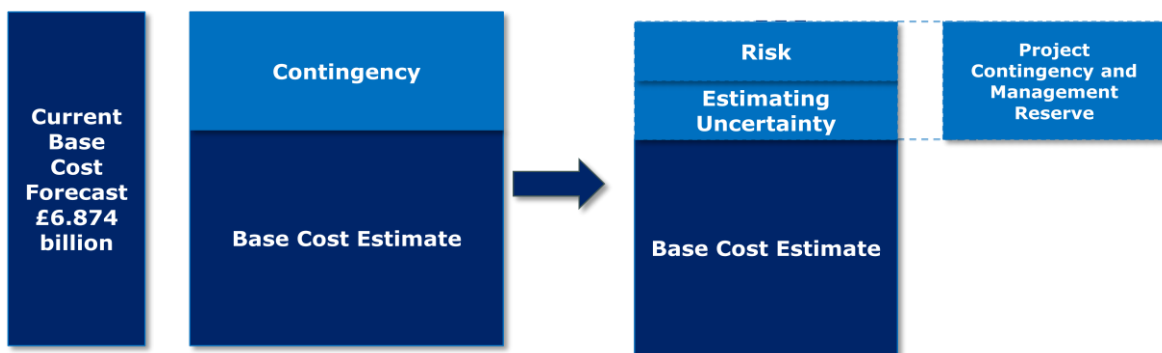 Current
Base
Cost
Forecast
£6.874
billion
Contingency
Base Cost Estimate
Risk
Estimating
Uncertainty
Base Cost Estimate
Project
Contingency and
Management
Reserve